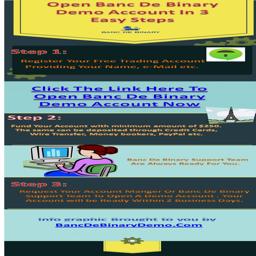 Open Banc De Binary
Demo Account In 3
Easy Steps
BANC DE BINARY
Step 1:
Register Your Free Trading Account
Providing Your Name, e-Mail etc.
Click The Link Here To
Open Banc De Binary
Demo Account Now
Step 2:
Fund Your Account with minimum amount of $250.
The same can be deposited through Credit Cards,
Wire Transfer, Money bookers, PayPal etc.
Banc De Binary Support Team
Are Always Ready For You.
Step 3:
Request Your Account Manger Or Banc De Binary
Support Team To Open A Demo Account . Your
Account will be Ready Within 2 Business Days.
Info graphic Brought to you by
BancDeBinaryDemo.Com